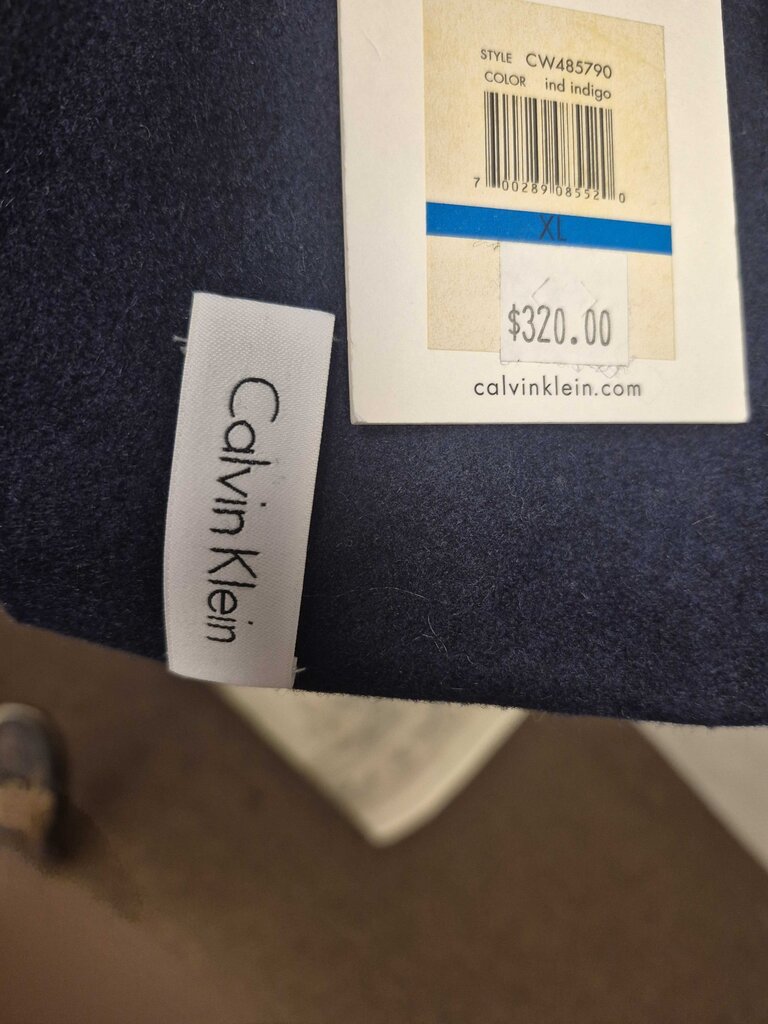 STYLE CW485790
COLOR ind indigo
7 00289 08552 0
XL
$320.00
calvinklein.com
Calvin Klein